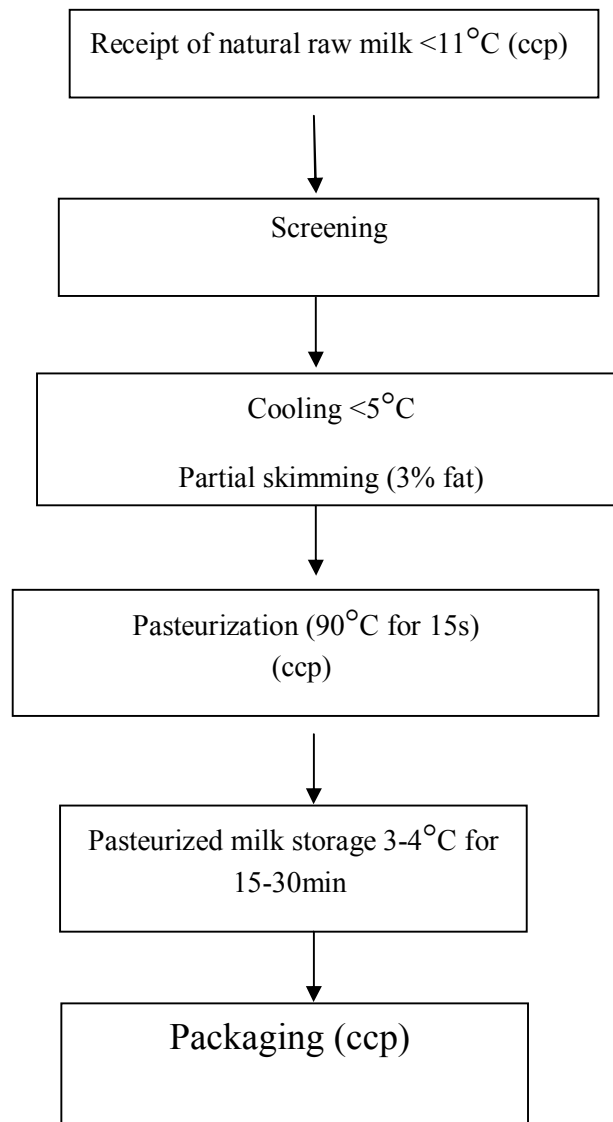 Receipt of natural raw milk <11°C (ccp)
Screening
Cooling <5°C
Partial skimming (3% fat)
Pasteurization (90°C for 15s)
(ccp)
Pasteurized milk storage 3-4°C for
15-30min
Packaging (ccp)